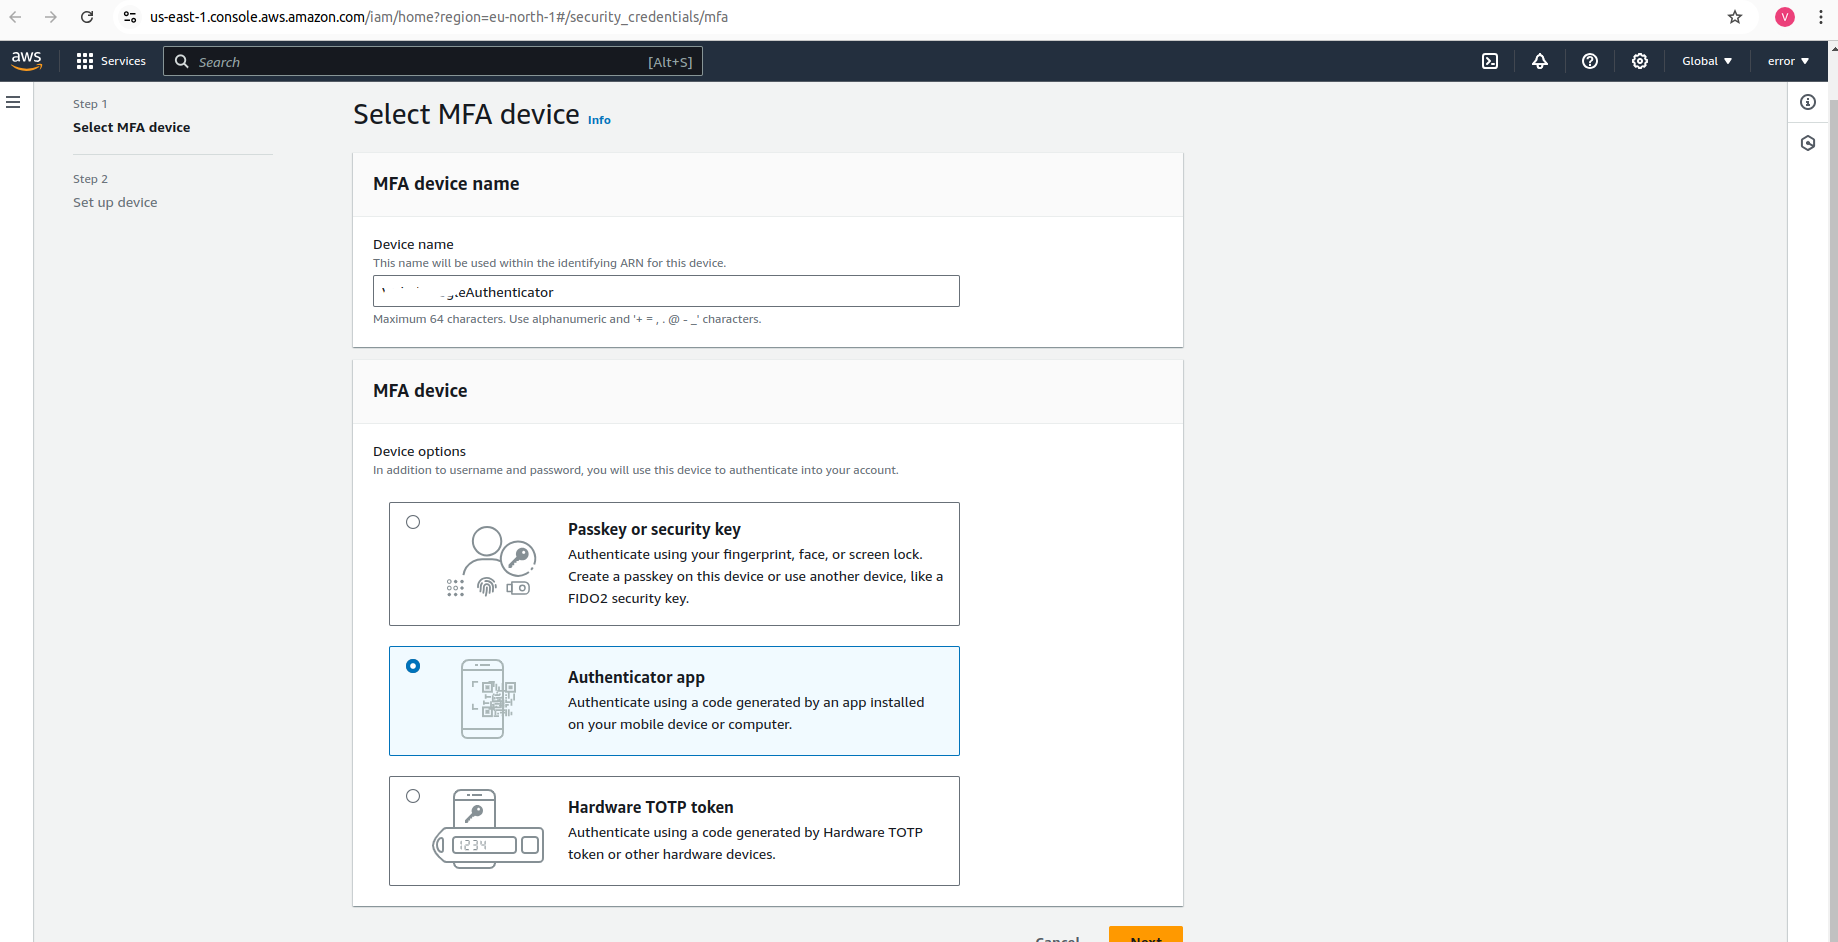 us-east-1.console.aws.amazon.com/iam/home?region=eu-north-1#/security_credentials/mfa
V
aws
Services
Search
[Alt+S]
Global
error
Step 1
Select MFA device
Step 2
Set up device
Select MFA device Info
MFA device name
Device name
This name will be used within the identifying ARN for this device.
Maximum 64 characters. Use alphanumeric and '+ = , . @ - _' characters.
MFA device
Device options
In addition to username and password, you will use this device to authenticate into your account.
Passkey or security key
Authenticate using your fingerprint, face, or screen lock.
Create a passkey on this device or use another device, like a
FIDO2 security key.
Authenticator app
Authenticate using a code generated by an app installed
on your mobile device or computer.
1234
Hardware TOTP token
Authenticate using a code generated by Hardware TOTP
token or other hardware devices.
Cancel
Next